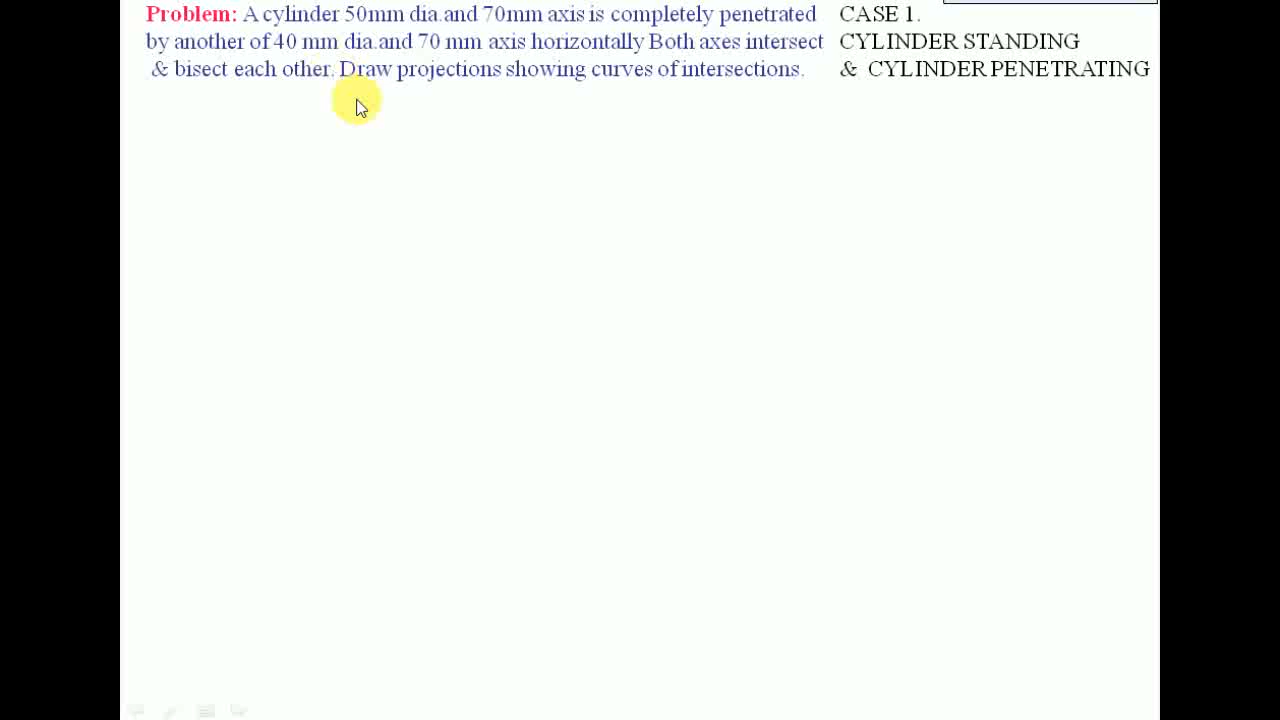 Problem: A cylinder 50mm dia.and 70mm axis is completely penetrated
by another of 40 mm dia.and 70 mm axis horizontally Both axes intersect
& bisect each other. Draw projections showing curves of intersections.
CASE 1.
CYLINDER STANDING
& CYLINDER PENETRATING